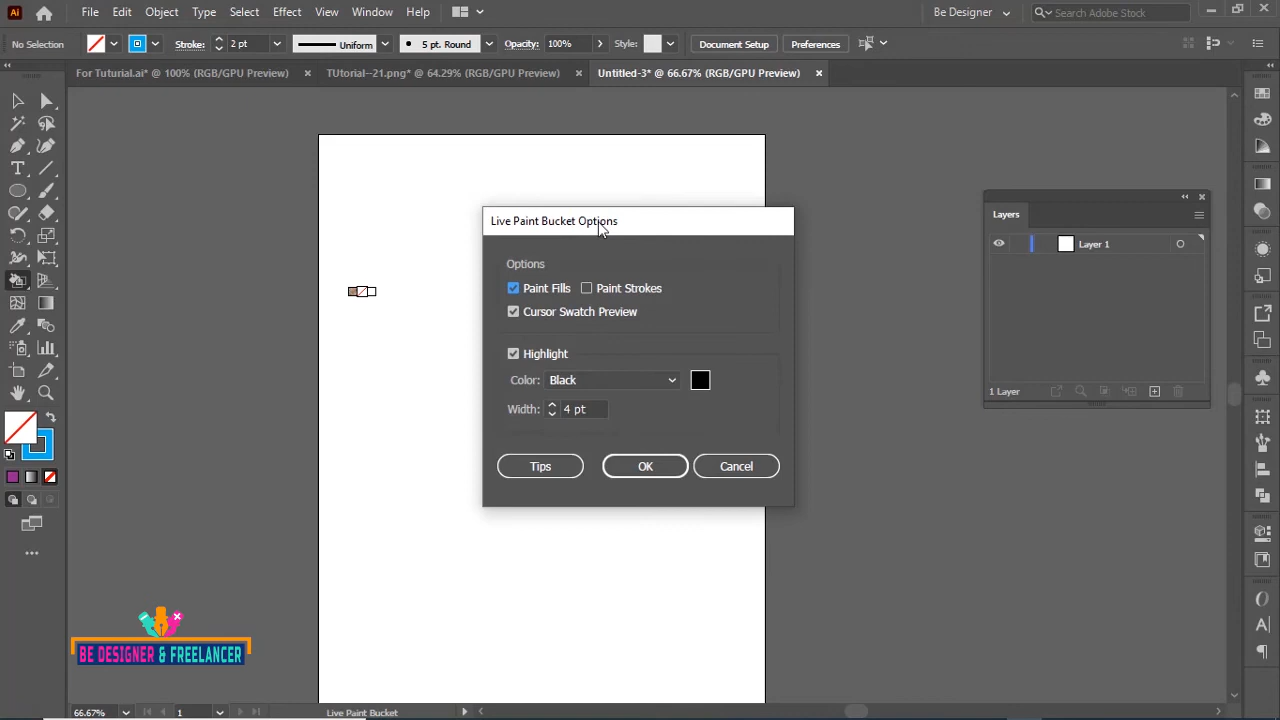 Ai File Edit Object Type Select Effect View Window Help Be Designer Search Adobe Stock
No Selection Stroke: 2 pt Uniform 5 pt. Round Opacity: 100% Style: Document Setup Preferences
For Tuturial.ai* @ 100% (RGB/GPU Preview) × TUtorial--21.png* @ 64.29% (RGB/GPU Preview) × Untitled-3* @ 66.67% (RGB/GPU Preview) ×
Layers
Layer 1
1 Layer
Live Paint Bucket Options
Options
Paint Fills Paint Strokes
Cursor Swatch Preview
Highlight
Color: Black
Width: 4 pt
Tips OK Cancel
BE DESIGNER & FREELANCER
66.67% 1 Live Paint Bucket